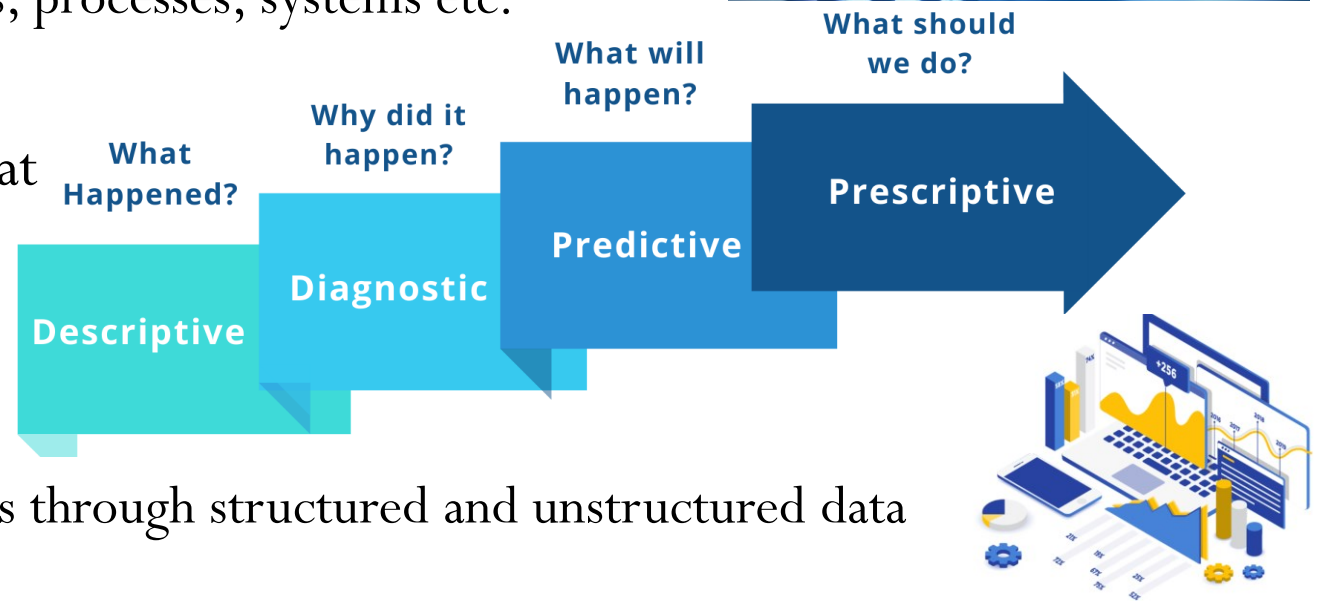 s, processes, systems etc.
What should
we do?
What will
happen?
Why did it
happen?
at
What
Happened?
Prescriptive
Predictive
Diagnostic
Descriptive
+256
s through structured and unstructured data